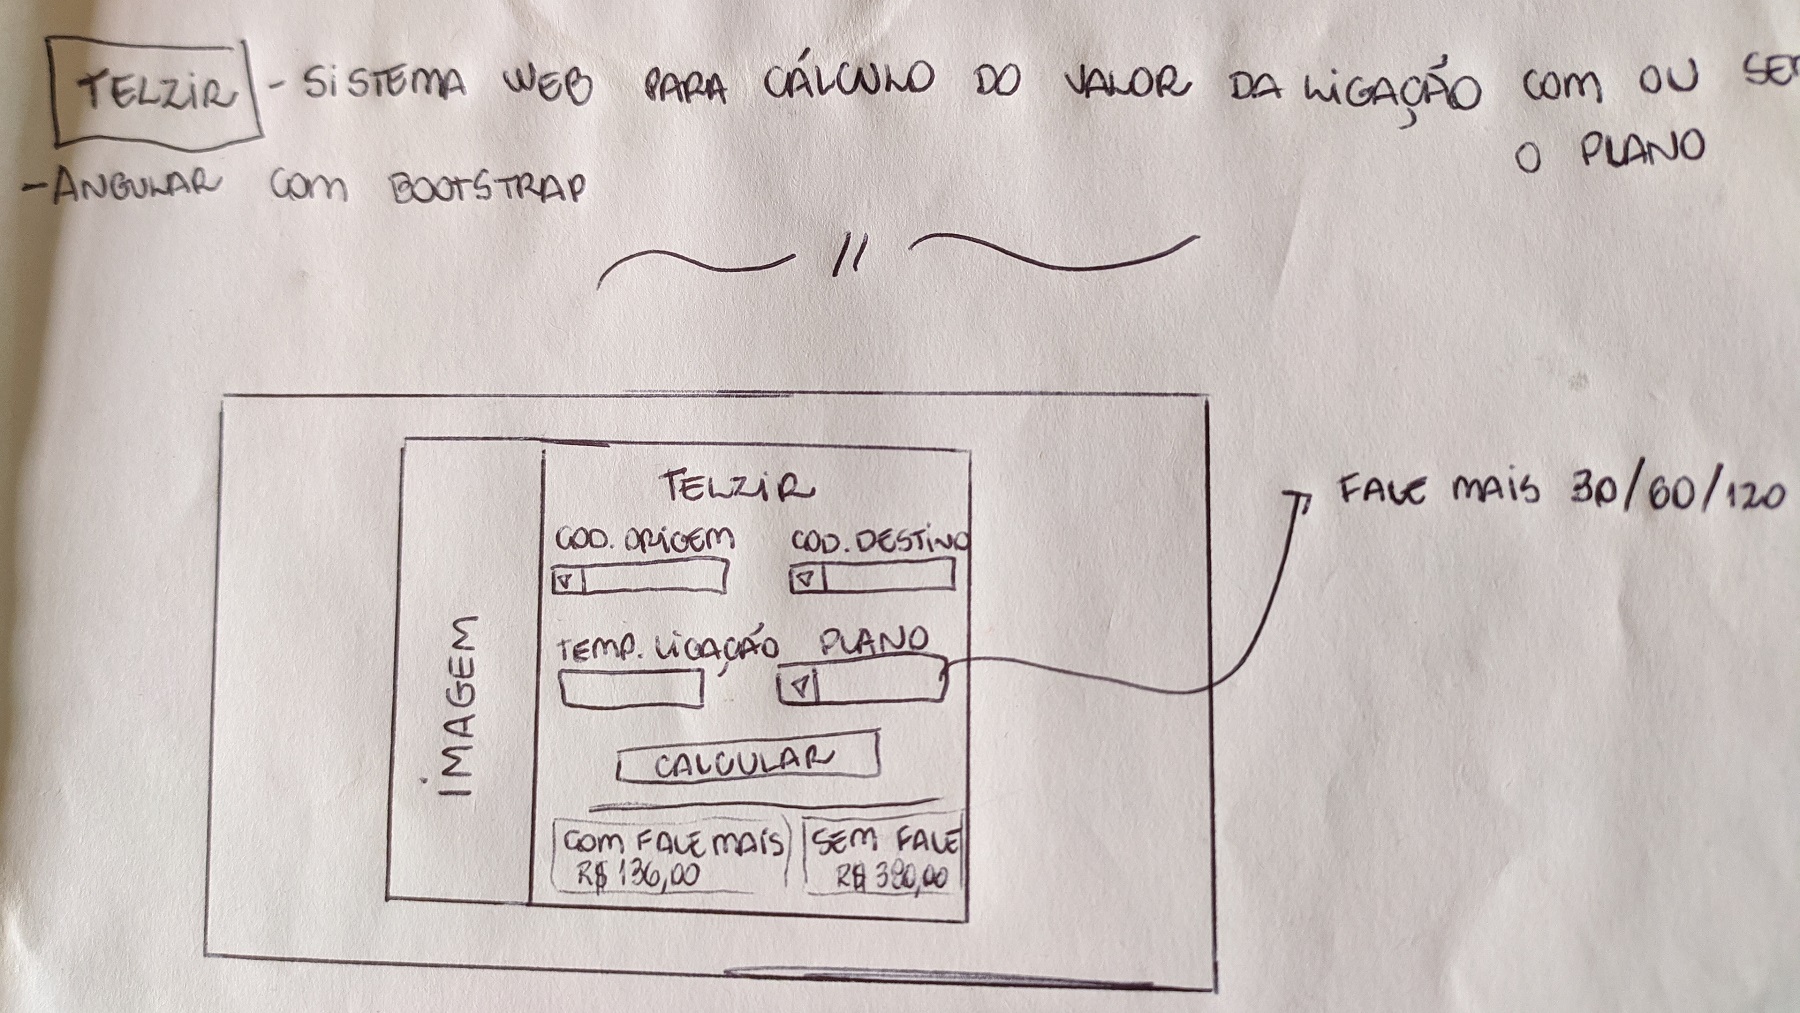 TELZIR - SISTEMA WEB PARA CÁLCULO DO VALOR DA LIGAÇÃO COM OU SE
O PLANO
- ANGULAR COM BOOTSTRAP
//
TELZIR
COD. ORIGEM COD. DESTINO
TEMP. LIGAÇÃO PLANO
CALCULAR
COM FALE MAIS SEM FALE
R$ 136,00 R$ 380,00
IMAGEM
FALE MAIS 30/60/120